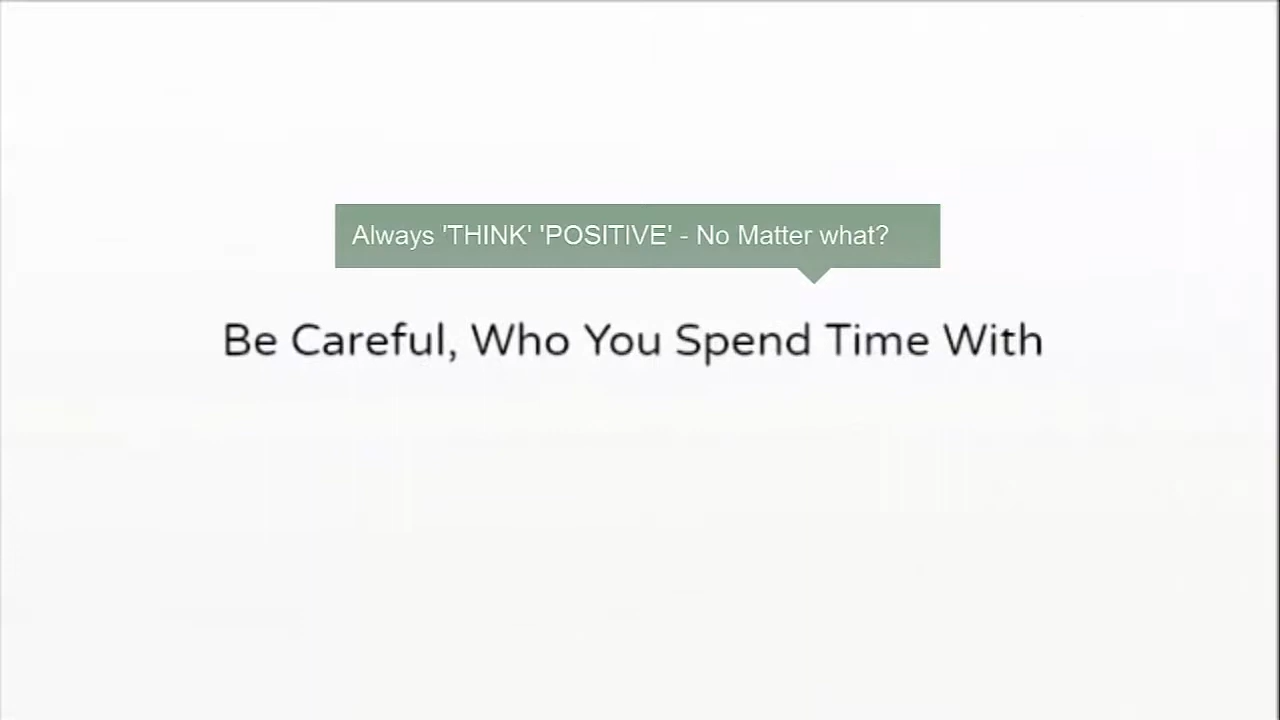 Always 'THINK' 'POSITIVE' - No Matter what?
Be Careful, Who You Spend Time With